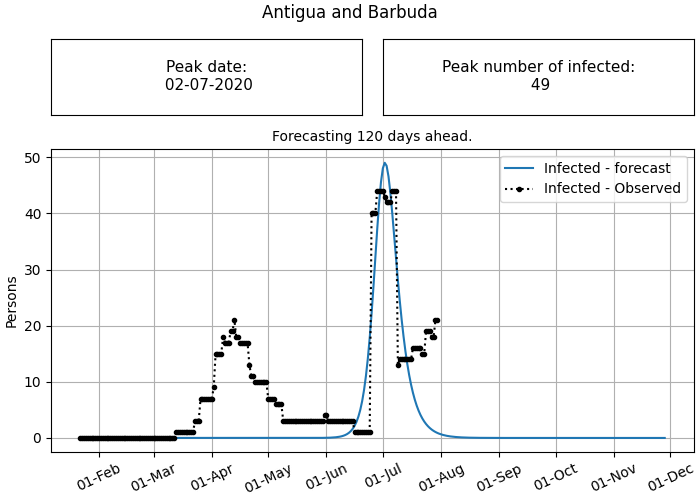 Antigua and Barbuda
Peak date:
02-07-2020
Peak number of infected:
49
Forecasting 120 days ahead.
Infected - forecast
Infected - Observed
Persons
50
40
30
20
10
0
01-Feb
01-Mar
01-Apr
01-May
01-Jun
01-Jul
01-Aug
01-Sep
01-Oct
01-Nov
01-Dec